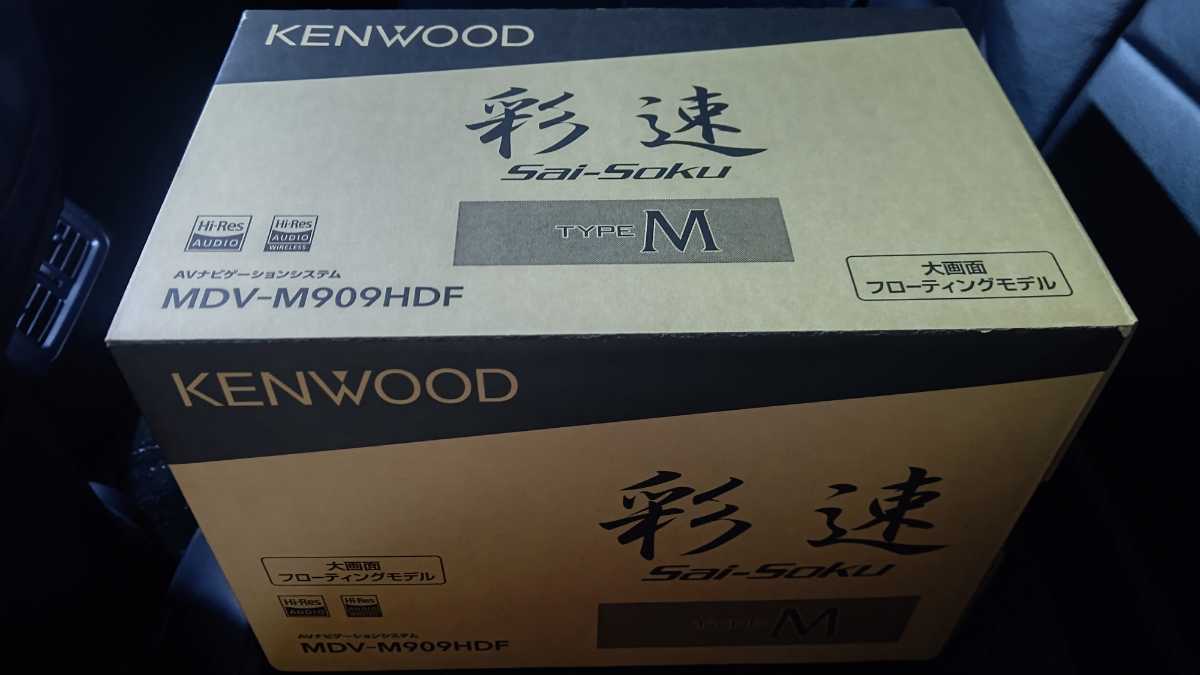 KENWOOD
彩速
Sai-Soku
TYPE M
Hi-Res
AUDIO
Hi-Res
AUDIO
WIRELESS
AVナビゲーションシステム
MDV-M909HDF
大画面
フローティングモデル
KENWOOD
彩速
Sai-Soku
TYPE M
大画面
フローティングモデル
Hi-Res
AUDIO
Hi-Res
AUDIO
WIRELESS
AVナビゲーションシステム
MDV-M909HDF